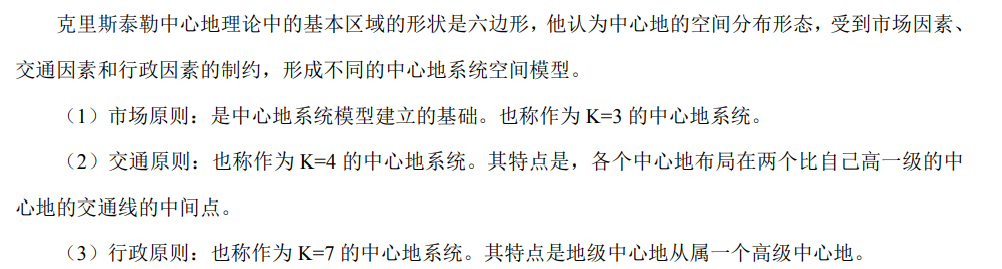 克里斯泰勒中心地理论中的基本区域的形状是六边形，他认为中心地的空间分布形态，受到市场因素、
交通因素和行政因素的制约，形成不同的中心地系统空间模型。
（1）市场原则：是中心地系统模型建立的基础。也称作为 K=3 的中心地系统。
（2）交通原则：也称作为 K=4 的中心地系统。其特点是，各个中心地布局在两个比自己高一级的中
心地的交通线的中间点。
（3）行政原则：也称作为 K=7 的中心地系统。其特点是地级中心地从属一个高级中心地。